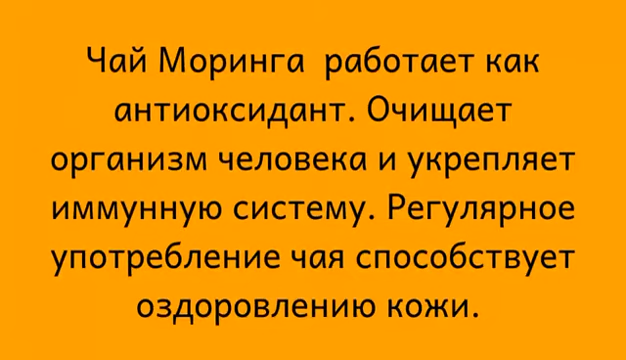 Чай Моринга работает как
антиоксидант. Очищает
организм человека и укрепляет
иммунную систему. Регулярное
употребление чая способствует
оздоровлению кожи.